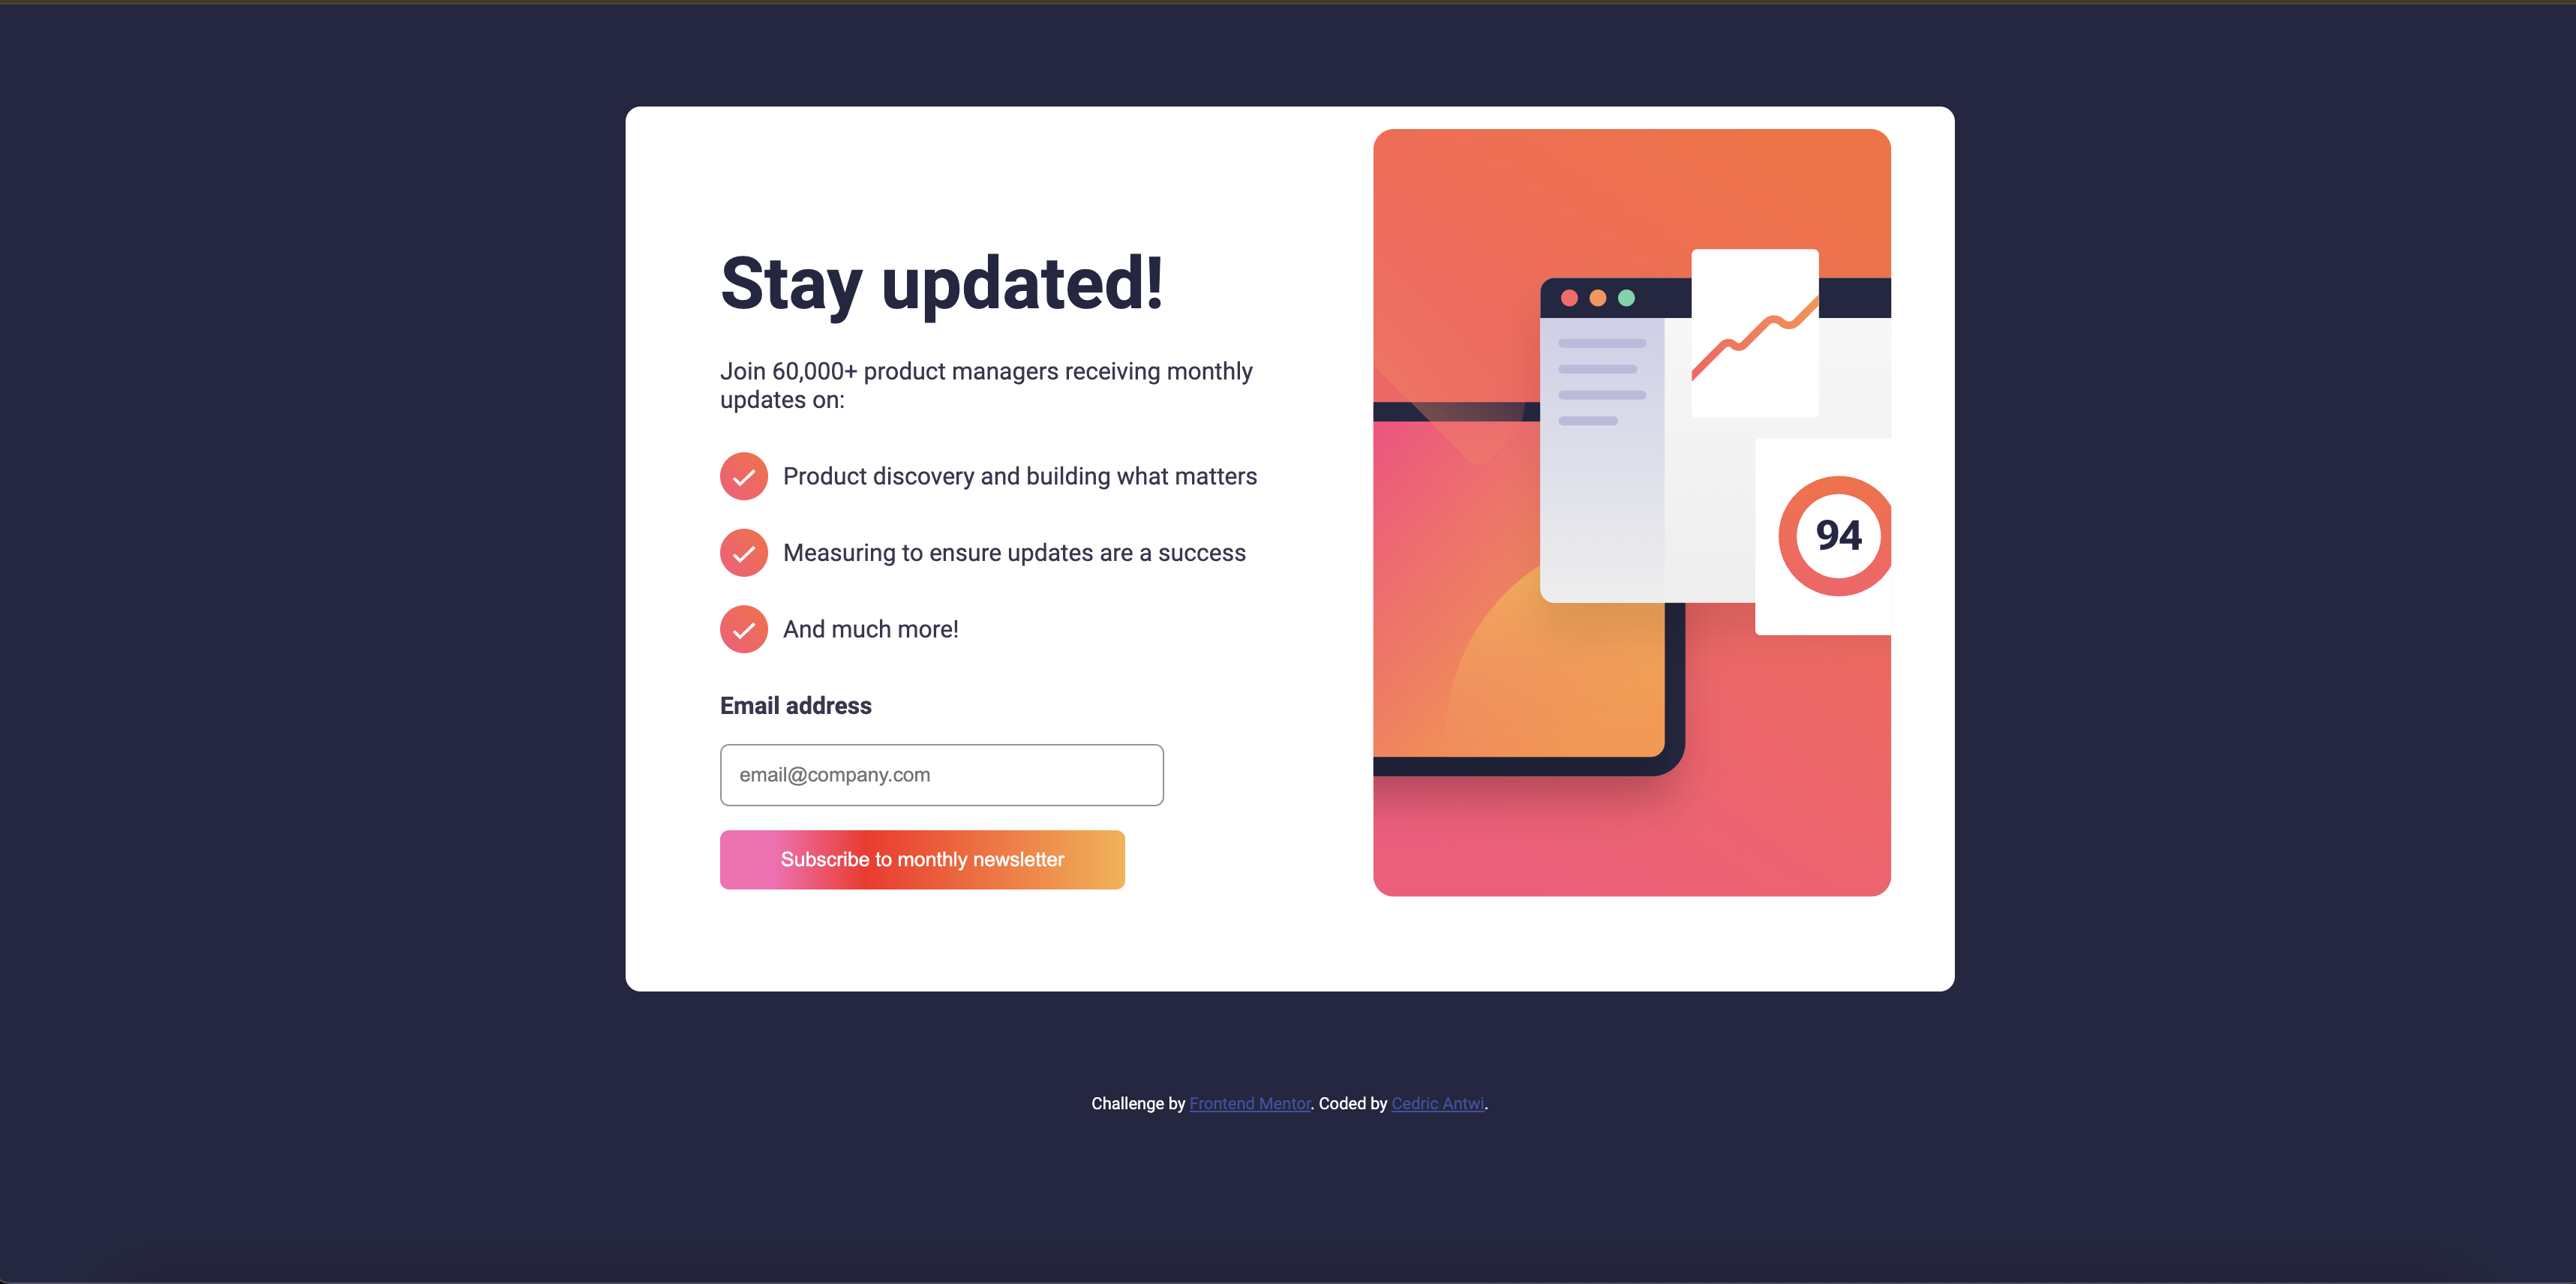 Stay updated!
Join 60,000+ product managers receiving monthly
updates on:
Product discovery and building what matters
Measuring to ensure updates are a success
And much more!
Email address
email@company.com
Subscribe to monthly newsletter
94
Challenge by Frontend Mentor. Coded by Cedric Antwi.